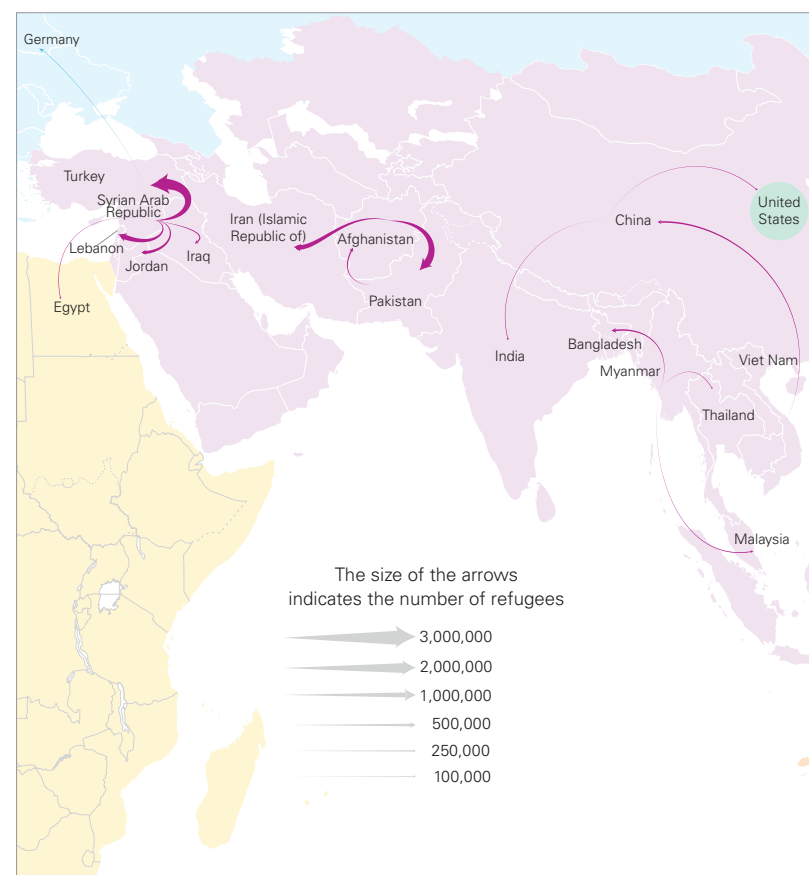 Germany
Turkey
Syrian Arab
Republic
Lebanon
Jordan
Iraq
Egypt
Iran (Islamic
Republic of)
Afghanistan
Pakistan
China
United
States
India
Bangladesh
Myanmar
Viet Nam
Thailand
Malaysia
The size of the arrows
indicates the number of refugees
3,000,000
2,000,000
1,000,000
500,000
250,000
100,000